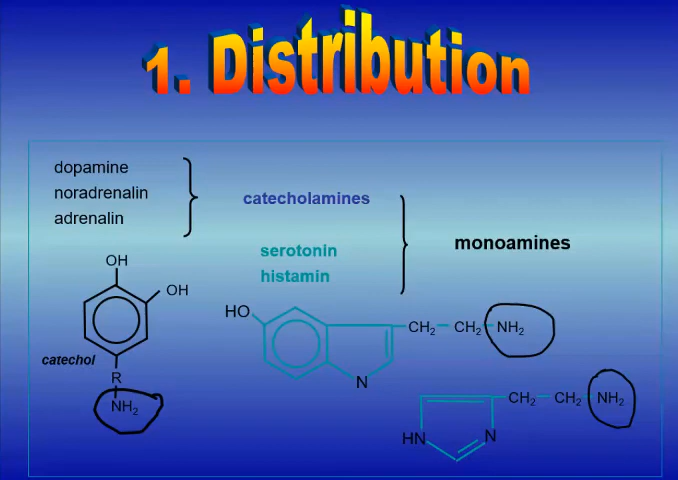 1. Distribution
dopamine
noradrenalin
adrenalin
catecholamines
serotonin
histamin
monoamines
OH
OH
catechol
R
NH₂
HO
CH₂ CH₂ NH₂
N
CH₂ CH₂ NH₂
HN N